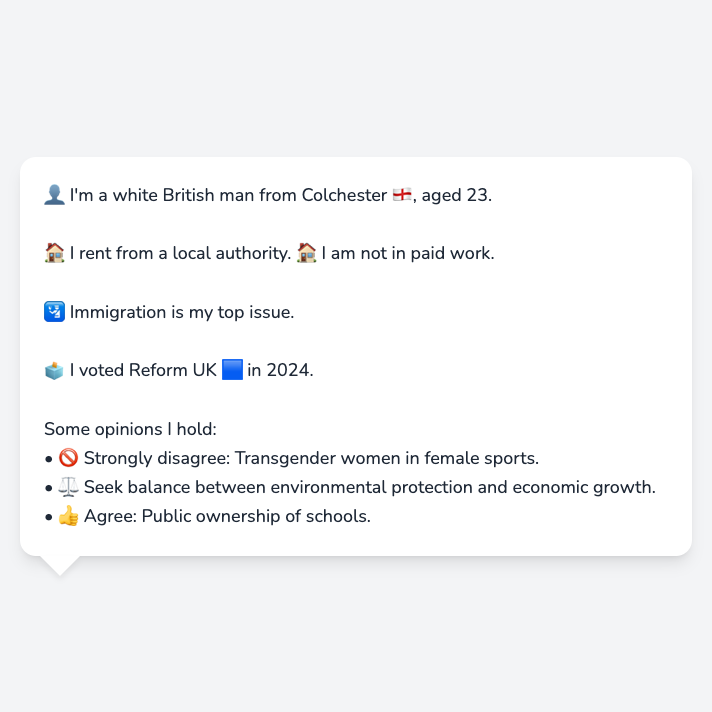 👤 I'm a white British man from Colchester 🏴󠁧󠁢󠁥󠁮󠁧󠁿, aged 23.
🏠 I rent from a local authority. 🏠 I am not in paid work.
🛂 Immigration is my top issue.
🗳️ I voted Reform UK 🟦 in 2024.
Some opinions I hold:
• 🚫 Strongly disagree: Transgender women in female sports.
• ⚖️ Seek balance between environmental protection and economic growth.
• 👍 Agree: Public ownership of schools.